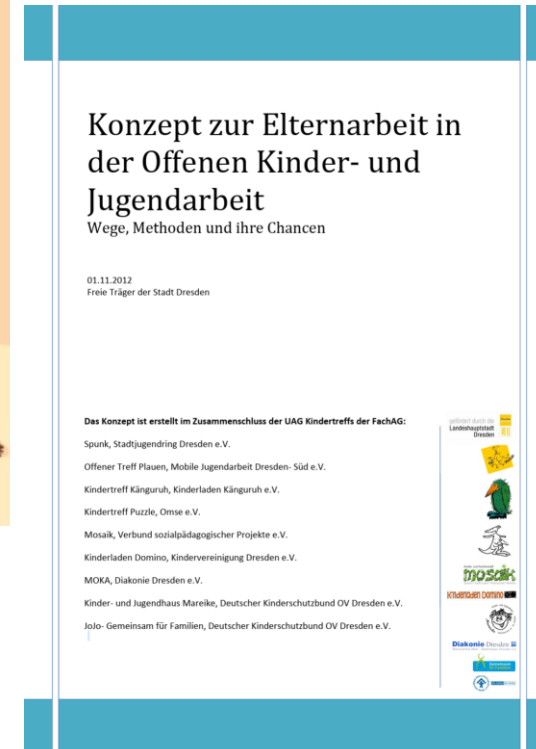 Konzept zur Elternarbeit in
der Offenen Kinder- und
Jugendarbeit
Wege, Methoden und ihre Chancen
01.11.2012
Freie Träger der Stadt Dresden
Das Konzept ist erstellt im Zusammenschluss der UAG Kindertreffs der FachAG:
Spunk, Stadtjugendring Dresden e.V.
Offener Treff Plauen, Mobile Jugendarbeit Dresden- Süd e.V.
Kindertreff Känguruh, Kinderladen Känguruh e.V.
Kindertreff Puzzle, Omse e.V.
Mosaik, Verbund sozialpädagogischer Projekte e.V.
Kinderladen Domino, Kindervereinigung Dresden e.V.
MOKA, Diakonie Dresden e.V.
Kinder- und Jugendhaus Mareike, Deutscher Kinderschutzbund OV Dresden e.V.
JoJo- Gemeinsam für Familien, Deutscher Kinderschutzbund OV Dresden e.V.
gefördert durch die
Landeshauptstadt
Dresden
mosaik
Kinderladen Domino
Diakonie Dresden